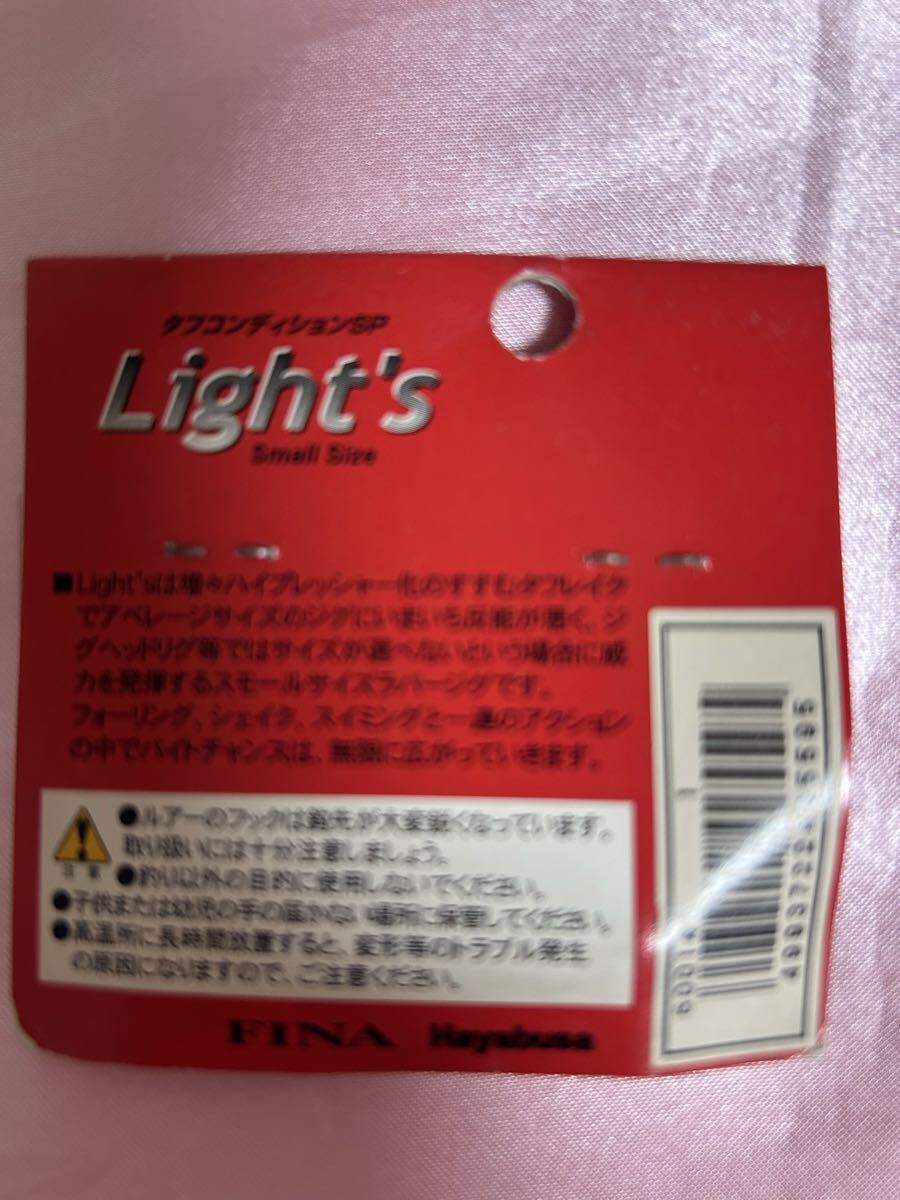 タフコンディションSP
Light's
Small Size
■Light'sは増々ハイプレッシャー化のすすむタフレイク
でアベレージサイズのジグにいまいち反応が悪く、ジ
グヘッドリグ等ではサイズが選べないという場合に威
力を発揮するスモールサイズラバージグです。
フォーリング、シェイク、スイミングと一連のアクション
の中でバイトチャンスは、無限に広がっていきます。
注意
●ルアーのフックは鈎先が大変鋭くなっています。
取り扱いには十分注意しましょう。
●釣り以外の目的に使用しないでください。
●子供または幼児の手の届かない場所に保管してください。
●高温所に長時間放置すると、変形等のトラブル発生
の原因になりますので、ご注意ください。
FINA Hayabusa